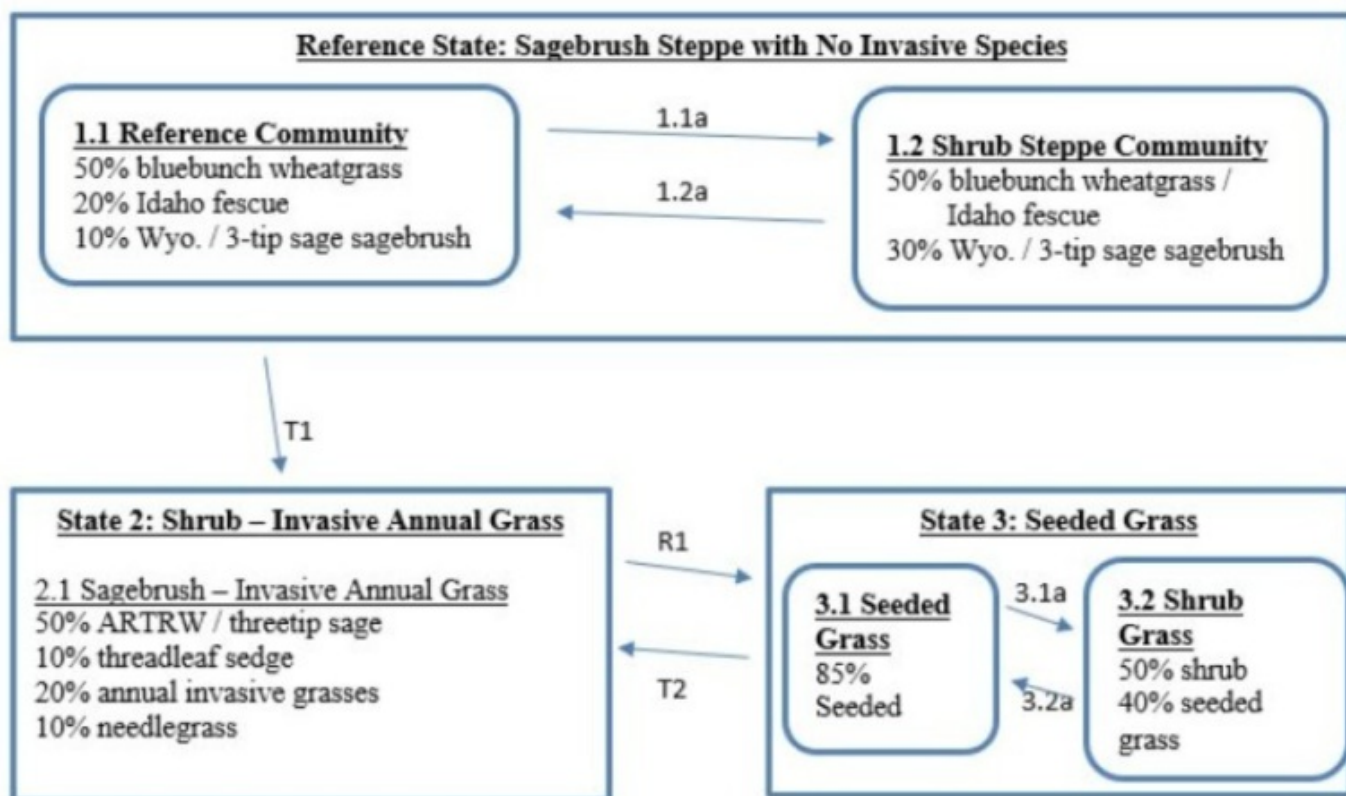 Reference State: Sagebrush Steppe with No Invasive Species
1.1 Reference Community
50% bluebunch wheatgrass
20% Idaho fescue
10% Wyo. / 3-tip sage sagebrush
1.1a
1.2a
1.2 Shrub Steppe Community
50% bluebunch wheatgrass /
Idaho fescue
30% Wyo. / 3-tip sage sagebrush
T1
State 2: Shrub – Invasive Annual Grass
2.1 Sagebrush – Invasive Annual Grass
50% ARTRW / threetip sage
10% threadleaf sedge
20% annual invasive grasses
10% needlegrass
R1
T2
State 3: Seeded Grass
3.1 Seeded
Grass
85%
Seeded
3.1a
3.2a
3.2 Shrub
Grass
50% shrub
40% seeded
grass